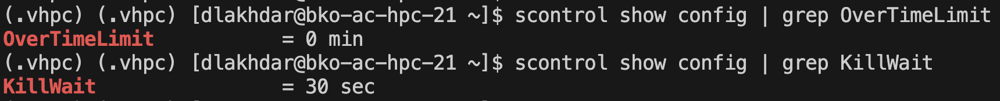 (.vhpc) (.vhpc) [dlakhdar@bko-ac-hpc-21 ~]$ scontrol show config | grep OverTimeLimit
OverTimeLimit           = 0 min
(.vhpc) (.vhpc) [dlakhdar@bko-ac-hpc-21 ~]$ scontrol show config | grep KillWait
KillWait                = 30 sec